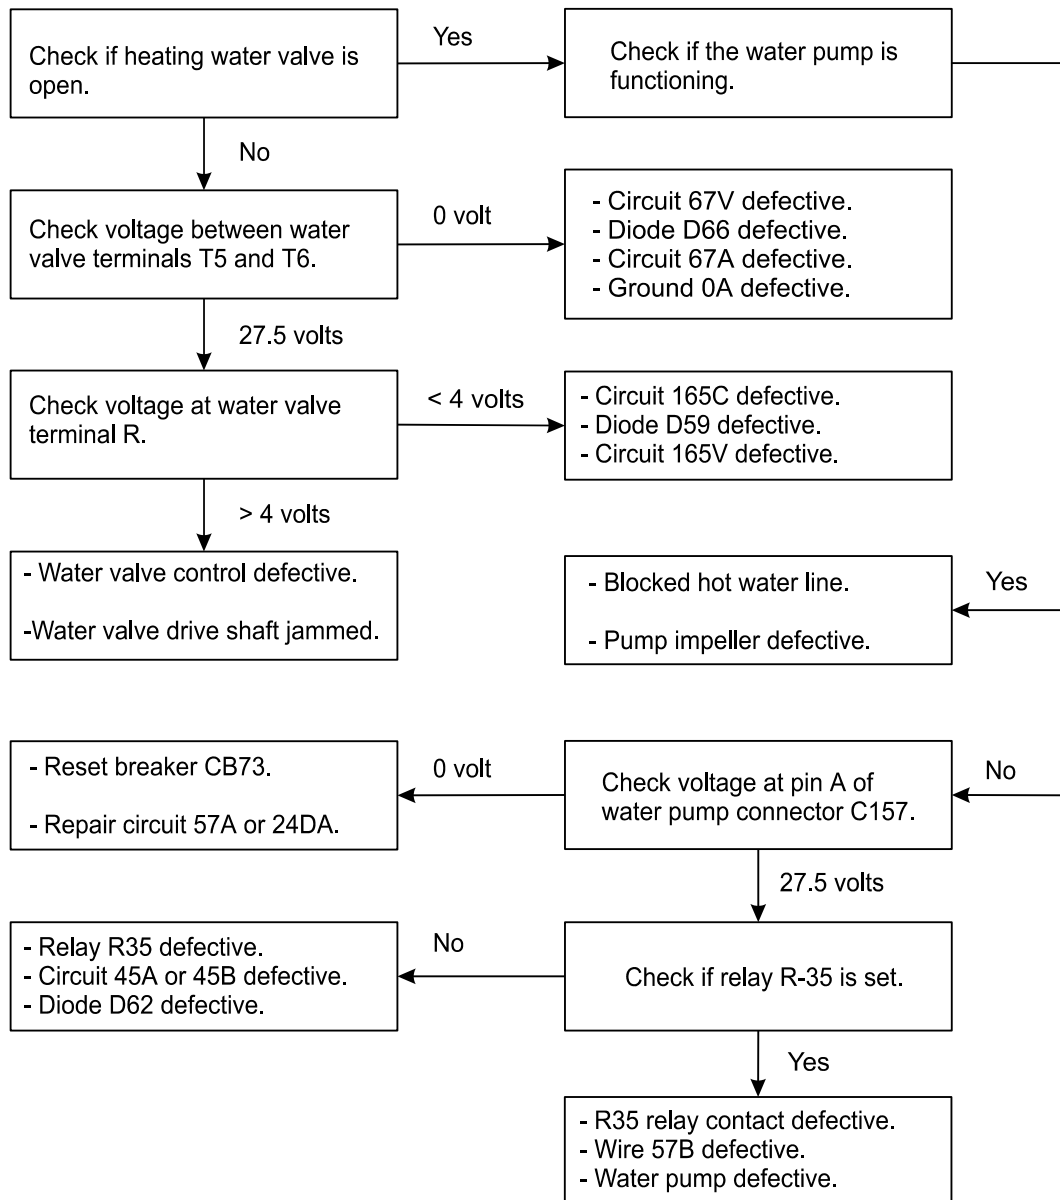 Check if heating water valve is
open.
Yes
Check if the water pump is
functioning.
No
Check voltage between water
valve terminals T5 and T6.
0 volt
- Circuit 67V defective.
- Diode D66 defective.
- Circuit 67A defective.
- Ground 0A defective.
27.5 volts
Check voltage at water valve
terminal R.
< 4 volts
- Circuit 165C defective.
- Diode D59 defective.
- Circuit 165V defective.
> 4 volts
- Water valve control defective.
-Water valve drive shaft jammed.
- Blocked hot water line.
- Pump impeller defective.
Yes
- Reset breaker CB73.
- Repair circuit 57A or 24DA.
0 volt
Check voltage at pin A of
water pump connector C157.
No
27.5 volts
- Relay R35 defective.
- Circuit 45A or 45B defective.
- Diode D62 defective.
No
Check if relay R-35 is set.
Yes
- R35 relay contact defective.
- Wire 57B defective.
- Water pump defective.